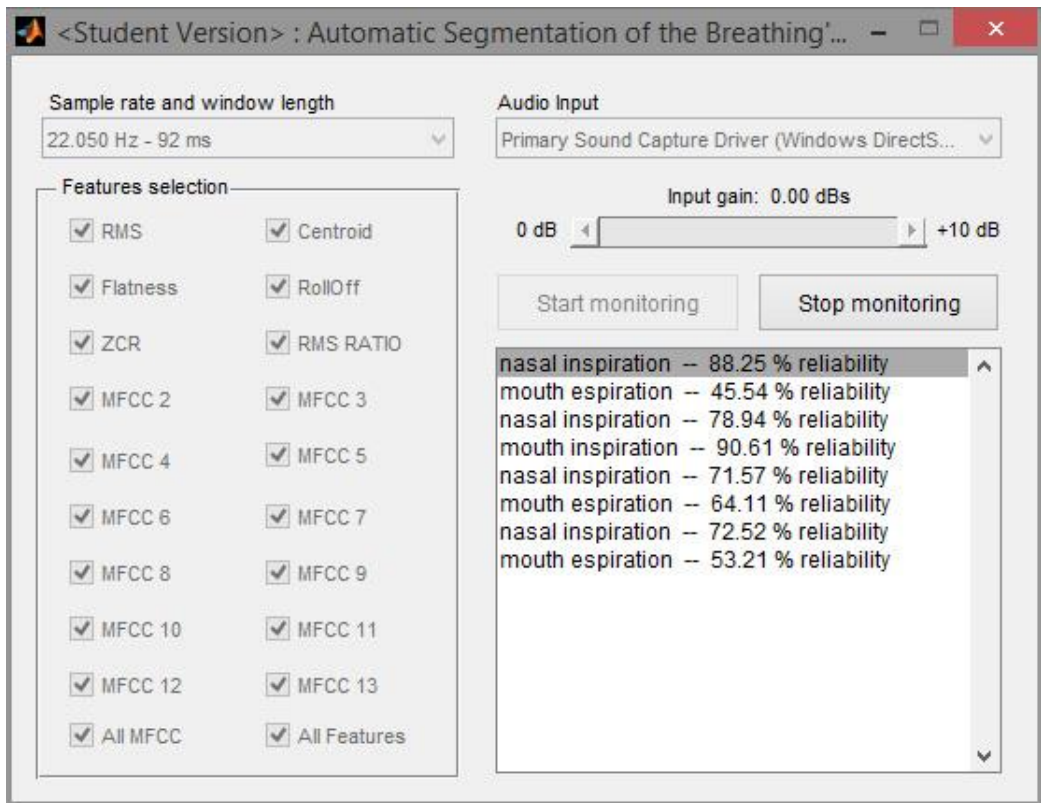 <Student Version> : Automatic Segmentation of the Breathing'...
Sample rate and window length
22.050 Hz - 92 ms
Features selection
RMS
Centroid
Flatness
RollOff
ZCR
RMS RATIO
MFCC 2
MFCC 3
MFCC 4
MFCC 5
MFCC 6
MFCC 7
MFCC 8
MFCC 9
MFCC 10
MFCC 11
MFCC 12
MFCC 13
All MFCC
All Features
Audio Input
Primary Sound Capture Driver (Windows DirectS...
Input gain: 0.00 dBs
0 dB
+10 dB
Start monitoring
Stop monitoring
nasal inspiration -- 88.25 % reliability
mouth espiration -- 45.54 % reliability
nasal inspiration -- 78.94 % reliability
mouth inspiration -- 90.61 % reliability
nasal inspiration -- 71.57 % reliability
mouth espiration -- 64.11 % reliability
nasal inspiration -- 72.52 % reliability
mouth espiration -- 53.21 % reliability